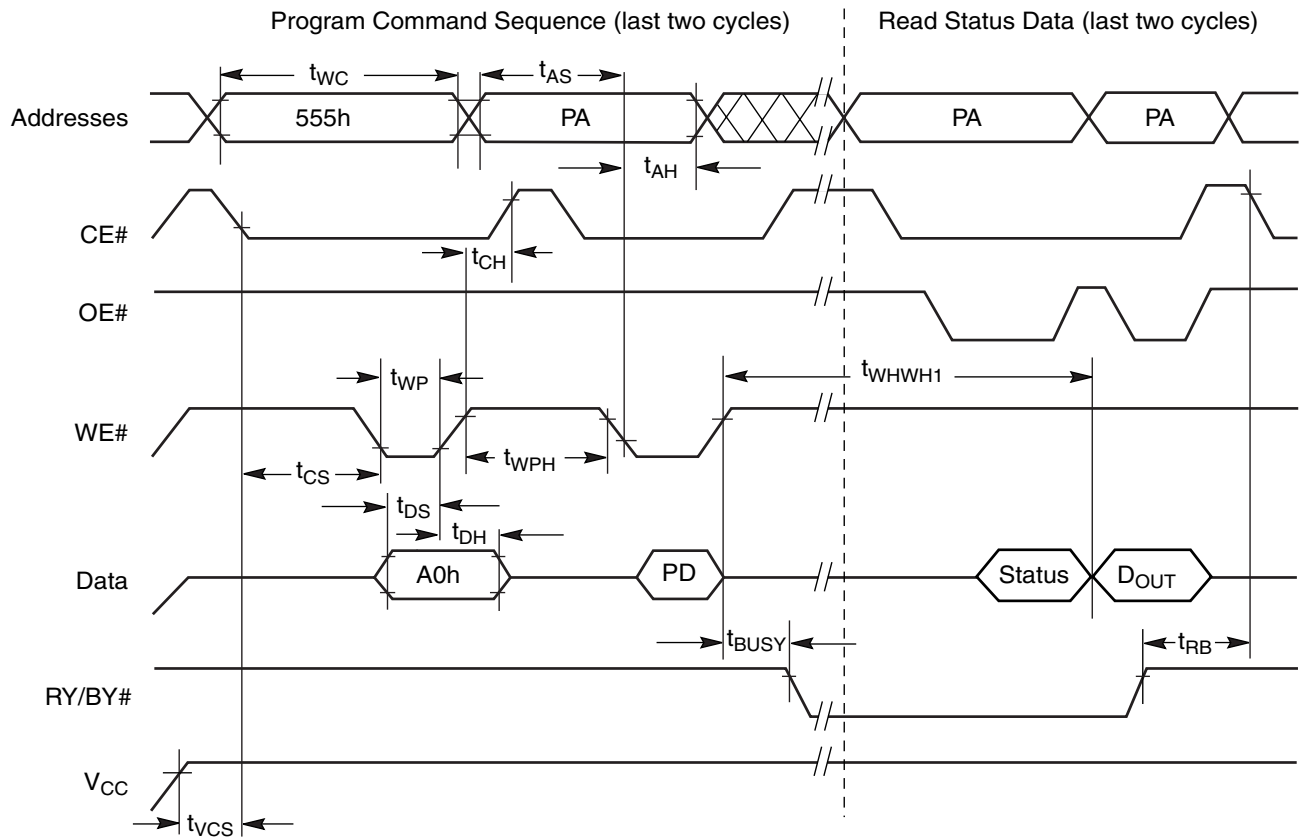 Program Command Sequence (last two cycles)
Read Status Data (last two cycles)
tWC
tAS
Addresses
555h
PA
PA
PA
tAH
CE#
tCH
OE#
tWP
tWHWH1
WE#
tCS
tWPH
tDS
tDH
Data
A0h
PD
Status
DOUT
tBUSY
tRB
RY/BY#
VCC
tVCS